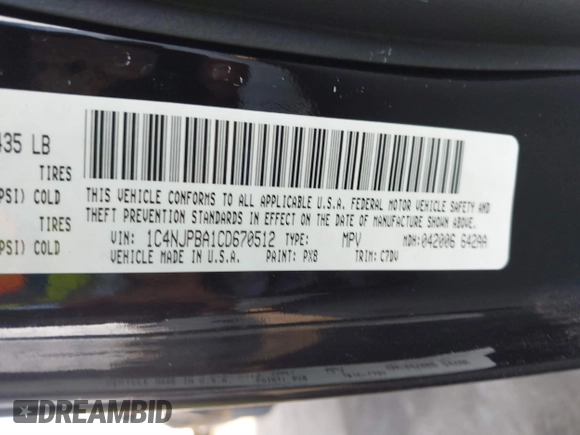 435 LB
TIRES
PSI) COLD
TIRES
PSI) COLD
THIS VEHICLE CONFORMS TO ALL APPLICABLE U.S.A. FEDERAL MOTOR VEHICLE SAFETY AND
THEFT PREVENTION STANDARDS IN EFFECT ON THE DATE OF MANUFACTURE SHOWN ABOVE.
VIN: 1C4NJPBA1CD670512 TYPE: MPV MDH: 042006 642AA
VEHICLE MADE IN U.S.A. PAINT: PX8 TRIM: C7DV
DREAMBID